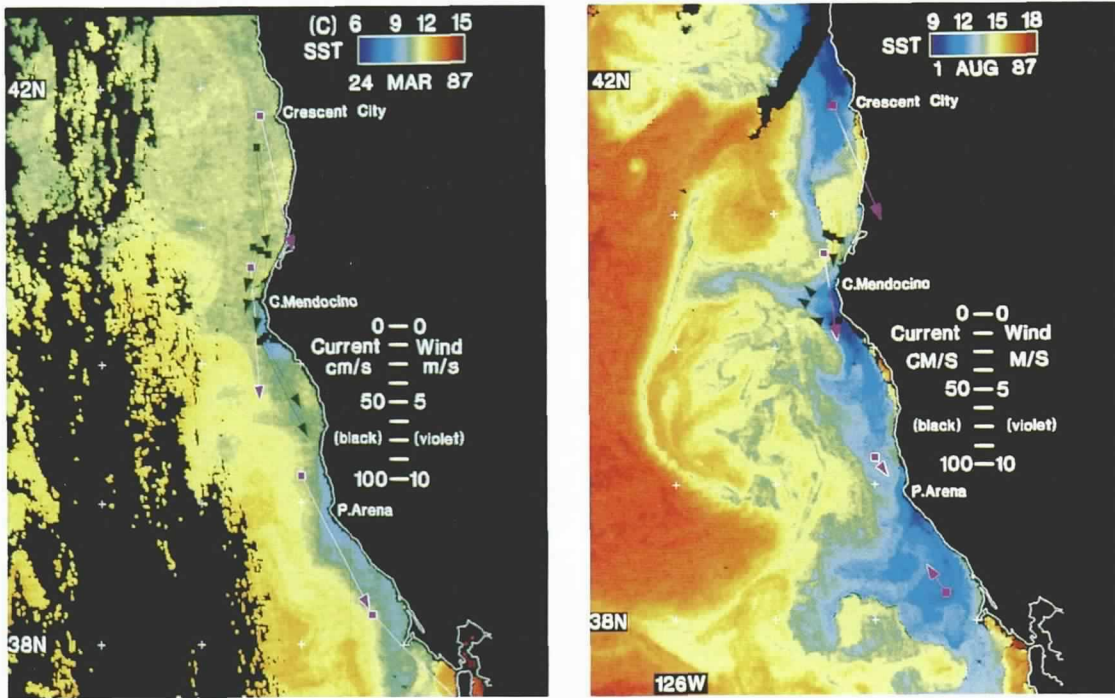 (C) 6 9 12 15
SST
24 MAR 87
42N
Crescent City
C.Mendocino
0 — 0
Current Wind
cm/s m/s
50 5
(black) (violet)
100 — 10
P.Arena
38N
9 12 15 18
SST
1 AUG 87
42N
Crescent City
C.Mendocino
0 — 0
Current Wind
CM/S M/S
50 5
(black) (violet)
100 — 10
P.Arena
38N
126W